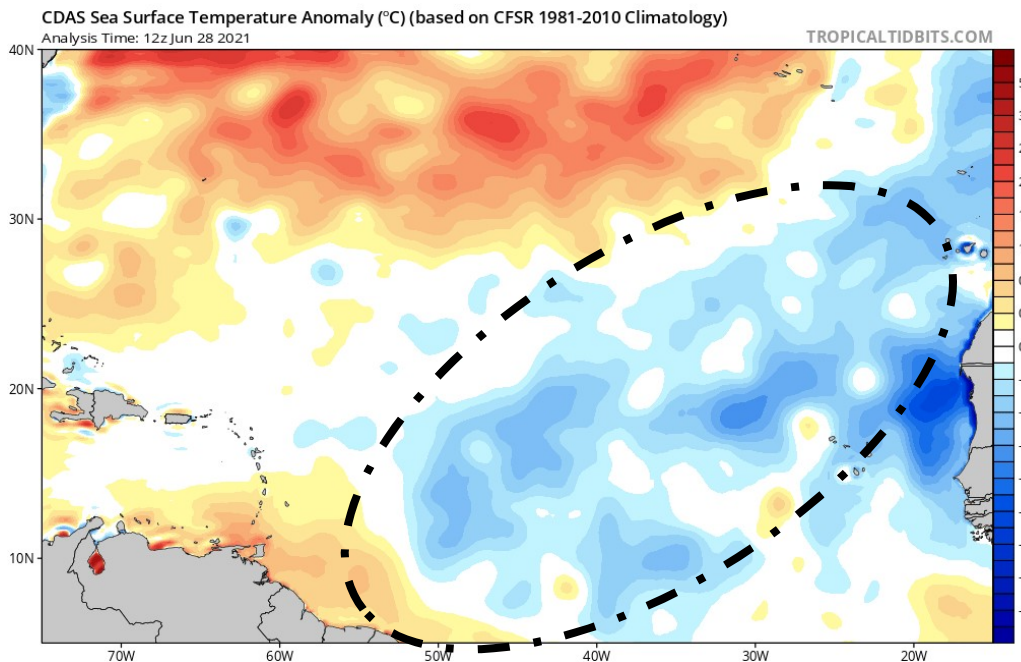 CDAS Sea Surface Temperature Anomaly (°C) (based on CFSR 1981-2010 Climatology)
Analysis Time: 12z Jun 28 2021
TROPICALTIDBITS.COM
40N
30N
20N
10N
70W
60W
50W
40W
30W
20W